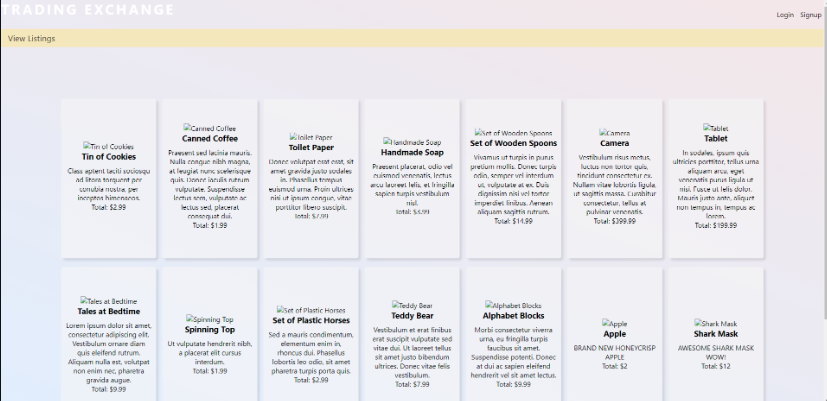 TRADING EXCHANGE
Login Signup
View Listings
Tin of Cookies
Tin of Cookies
Class aptent taciti sociosqu
ad litora torquent per
conubia nostra, per
inceptos himenaeos.
Total: $2.99
Canned Coffee
Canned Coffee
Praesent sed lacinia mauris.
Nulla congue nibh magna,
at feugiat nunc scelerisque
quis. Donec iaculis rutrum
vulputate. Suspendisse
lectus sem, vulputate ac
lectus sed, placerat
consequat dui.
Total: $1.99
Toilet Paper
Toilet Paper
Donec volutpat erat erat, sit
amet gravida justo sodales
in. Phasellus tempus
euismod urna. Proin ultrices
nisi ut ipsum congue, vitae
porttitor libero suscipit.
Total: $7.99
Handmade Soap
Handmade Soap
Praesent placerat, odio vel
euismod venenatis, lectus
arcu laoreet felis, et fringilla
sapien turpis vestibulum
nisl.
Total: $3.99
Set of Wooden Spoons
Set of Wooden Spoons
Vivamus ut turpis in purus
pretium mollis. Donec turpis
odio, semper vel interdum
ut, vulputate at ex. Duis
dignissim nisi vel tortor
imperdiet finibus. Aenean
aliquam sagittis rutrum.
Total: $14.99
Camera
Camera
Vestibulum risus metus,
luctus non tortor quis,
tincidunt consectetur ex.
Nullam vitae lobortis ligula,
ut sagittis massa. Curabitur
consectetur, tellus at
pulvinar venenatis.
Total: $399.99
Tablet
Tablet
In sodales, ipsum quis
ultricies porttitor, tellus urna
aliquam arcu, eget
venenatis purus ligula ut
nisi. Fusce ut felis dolor.
Mauris justo ante, aliquet
non tempus in, tempus ac
lorem.
Total: $199.99
Tales at Bedtime
Tales at Bedtime
Lorem ipsum dolor sit amet,
consectetur adipiscing elit.
Vestibulum ornare diam
quis eleifend rutrum.
Aliquam nulla est, volutpat
non enim nec, pharetra
gravida augue.
Total: $9.99
Spinning Top
Spinning Top
Ut vulputate hendrerit nibh,
a placerat elit cursus
interdum.
Total: $1.99
Set of Plastic Horses
Set of Plastic Horses
Sed a mauris condimentum,
elementum enim in,
rhoncus dui. Phasellus
lobortis leo odio, sit amet
pharetra turpis porta quis.
Total: $2.99
Teddy Bear
Teddy Bear
Vestibulum et erat finibus
erat suscipit vulputate sed
vitae dui. Ut laoreet tellus
sit amet justo bibendum
ultrices. Donec vitae felis
vestibulum.
Total: $7.99
Alphabet Blocks
Alphabet Blocks
Morbi consectetur viverra
urna, eu fringilla turpis
faucibus sit amet.
Suspendisse potenti. Donec
at dui ac sapien eleifend
hendrerit vel sit amet lectus.
Total: $9.99
Apple
Apple
BRAND NEW HONEYCRISP
APPLE
Total: $2
Shark Mask
Shark Mask
AWESOME SHARK MASK
WOW!
Total: $12